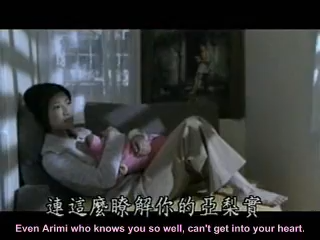 連這麼瞭解你的亞梨實
Even Arimi who knows you so well, can't get into your heart.